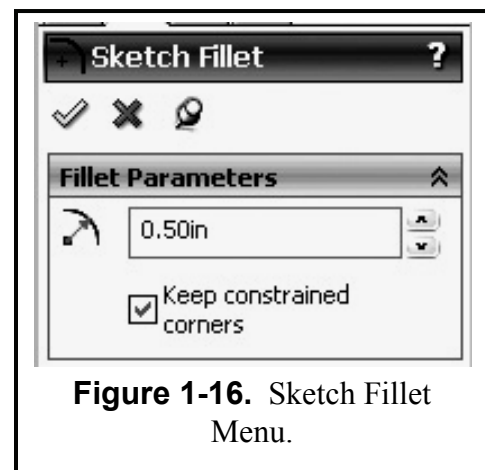 Sketch Fillet ?
Fillet Parameters
0.50in
Keep constrained
corners
Figure 1-16. Sketch Fillet
Menu.